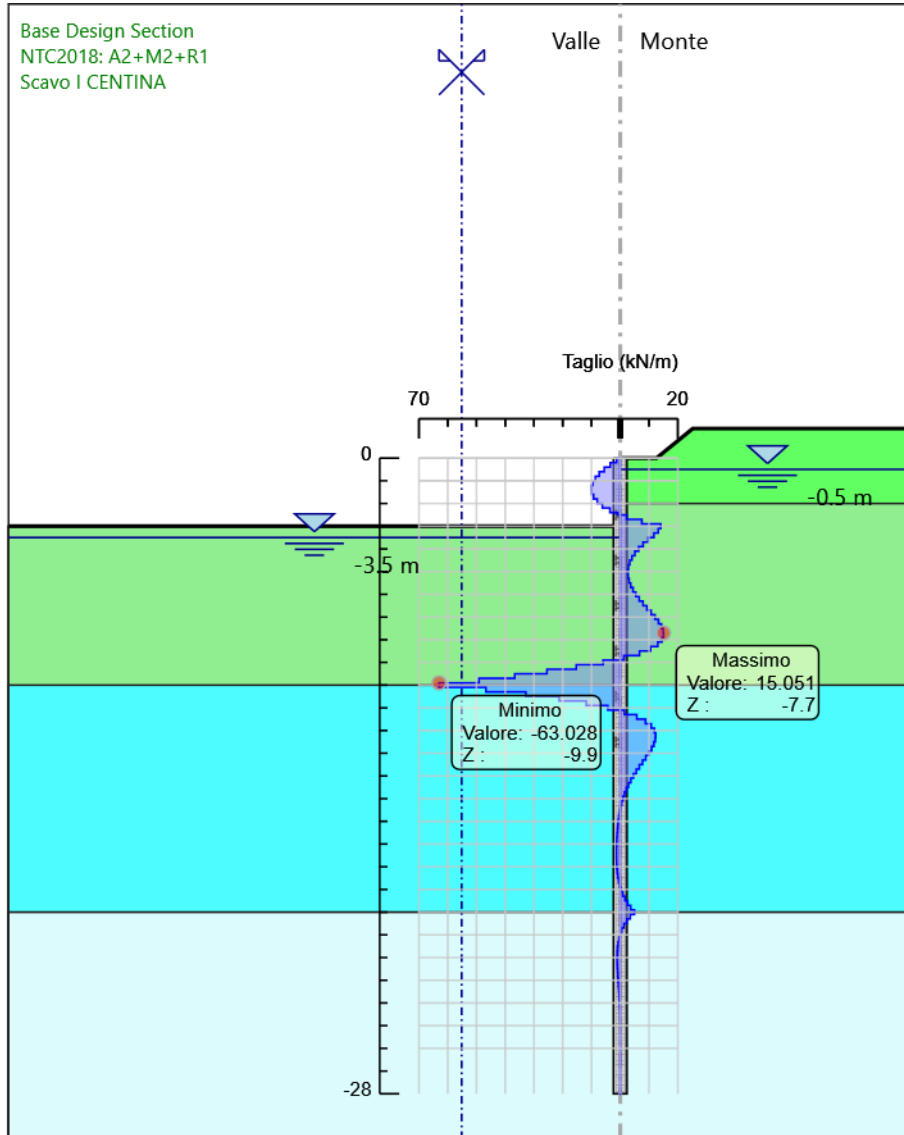 Base Design Section
NTC2018: A2+M2+R1
Scavo I CENTINA
Valle
Monte
Taglio (kN/m)
70
20
0
-0.5 m
-3.5 m
Massimo
Valore: 15.051
Z : -7.7
Minimo
Valore: -63.028
Z : -9.9
-28